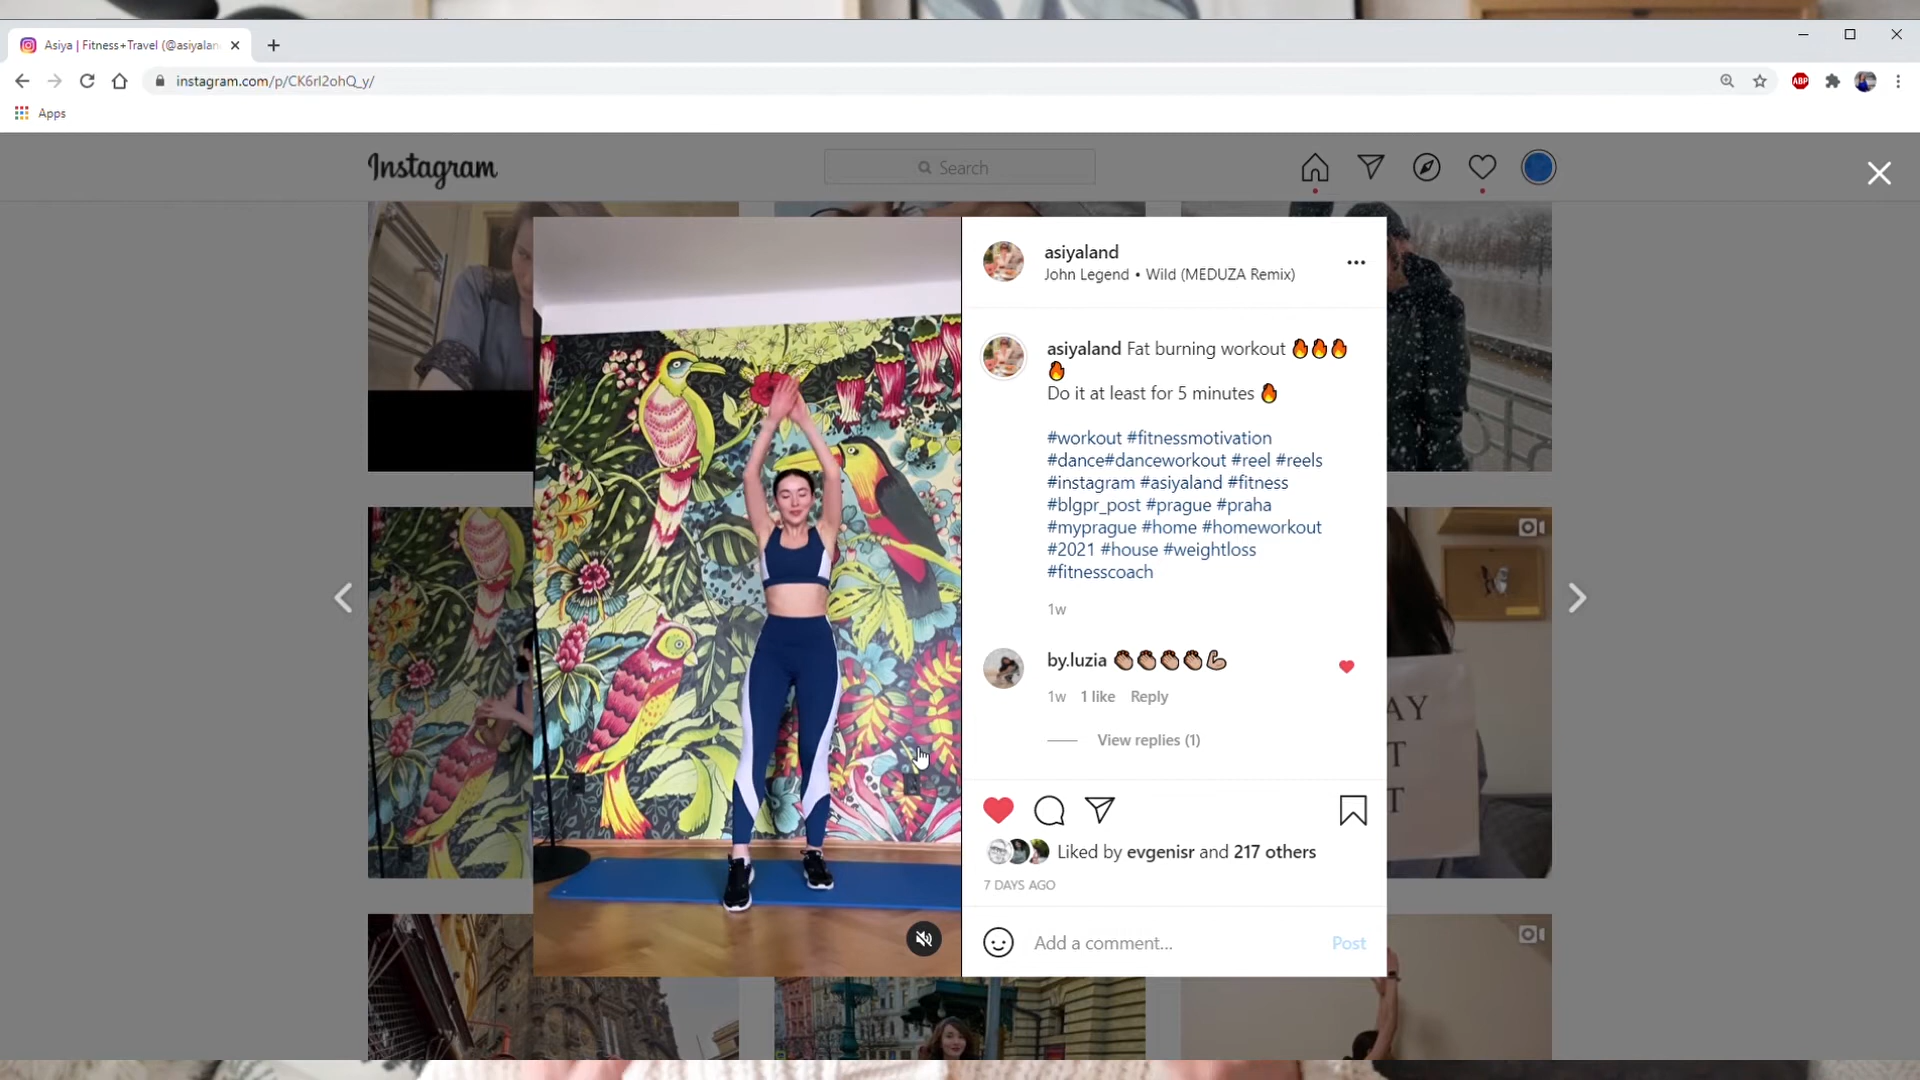 Asiya | Fitness+Travel (@asiyalan
instagram.com/p/CK6rI2ohQ_y/
ABP
Apps
Instagram
Search
asiyaland
John Legend • Wild (MEDUZA Remix)
asiyaland Fat burning workout 🔥🔥🔥
🔥
Do it at least for 5 minutes 🔥
#workout #fitnessmotivation
#dance#danceworkout #reel #reels
#instagram #asiyaland #fitness
#blgpr_post #prague #praha
#myprague #home #homeworkout
#2021 #house #weightloss
#fitnesscoach
1w
by.luzia 👏🏼👏🏼👏🏼👏🏼💪🏼
1w 1 like Reply
View replies (1)
Liked by evgenisr and 217 others
7 DAYS AGO
Add a comment...
Post
AY
T
T